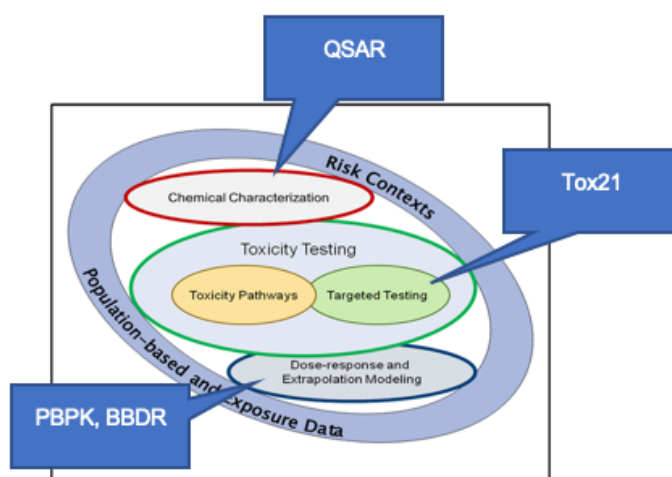 QSAR
Risk Contexts
Tox21
Chemical Characterization
Toxicity Testing
Toxicity Pathways
Targeted Testing
Dose-response and
Extrapolation Modeling
PBPK, BBDR
Population-based and Exposure Data